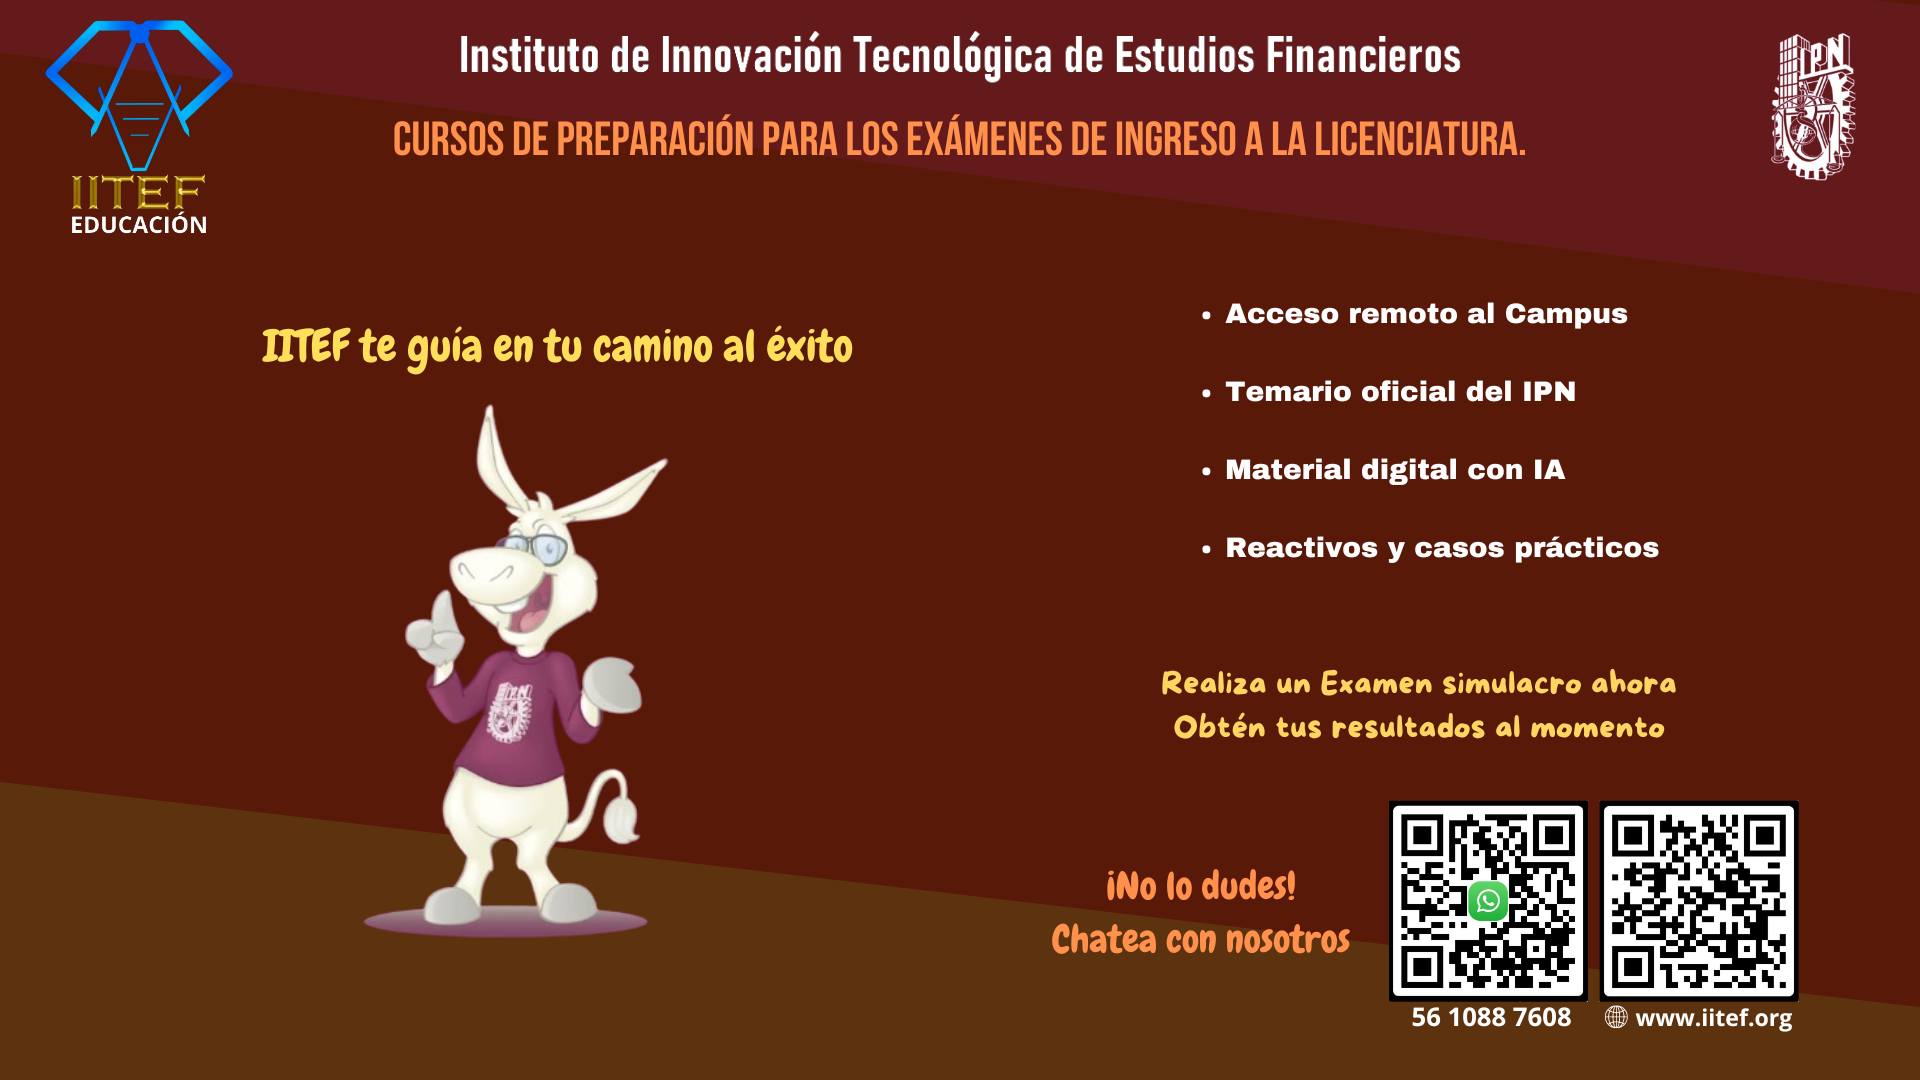 Instituto de Innovación Tecnológica de Estudios Financieros
CURSOS DE PREPARACIÓN PARA LOS EXÁMENES DE INGRESO A LA LICENCIATURA.
IPN
IITEF
EDUCACIÓN
IITEF te guía en tu camino al éxito
IPN
• Acceso remoto al Campus
• Temario oficial del IPN
• Material digital con IA
• Reactivos y casos prácticos
Realiza un Examen simulacro ahora
Obtén tus resultados al momento
¡No lo dudes!
Chatea con nosotros
56 1088 7608
www.iitef.org